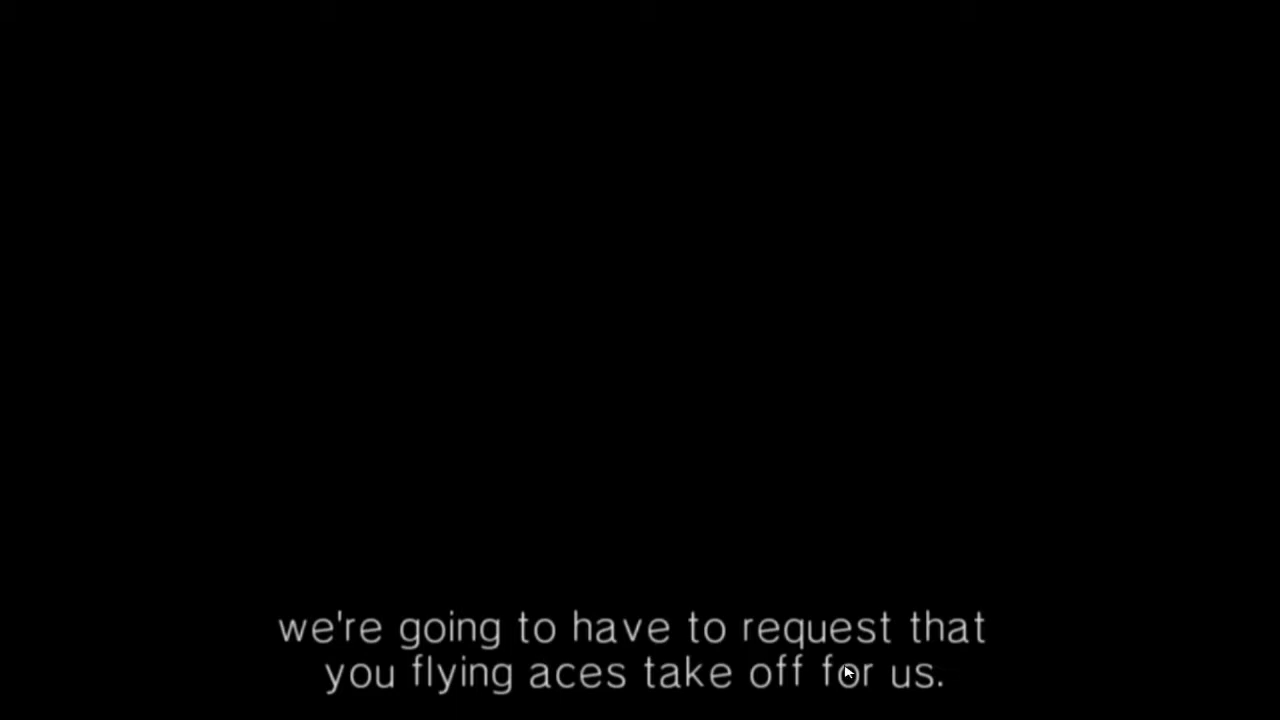 we're going to have to request that
you flying aces take off for us.